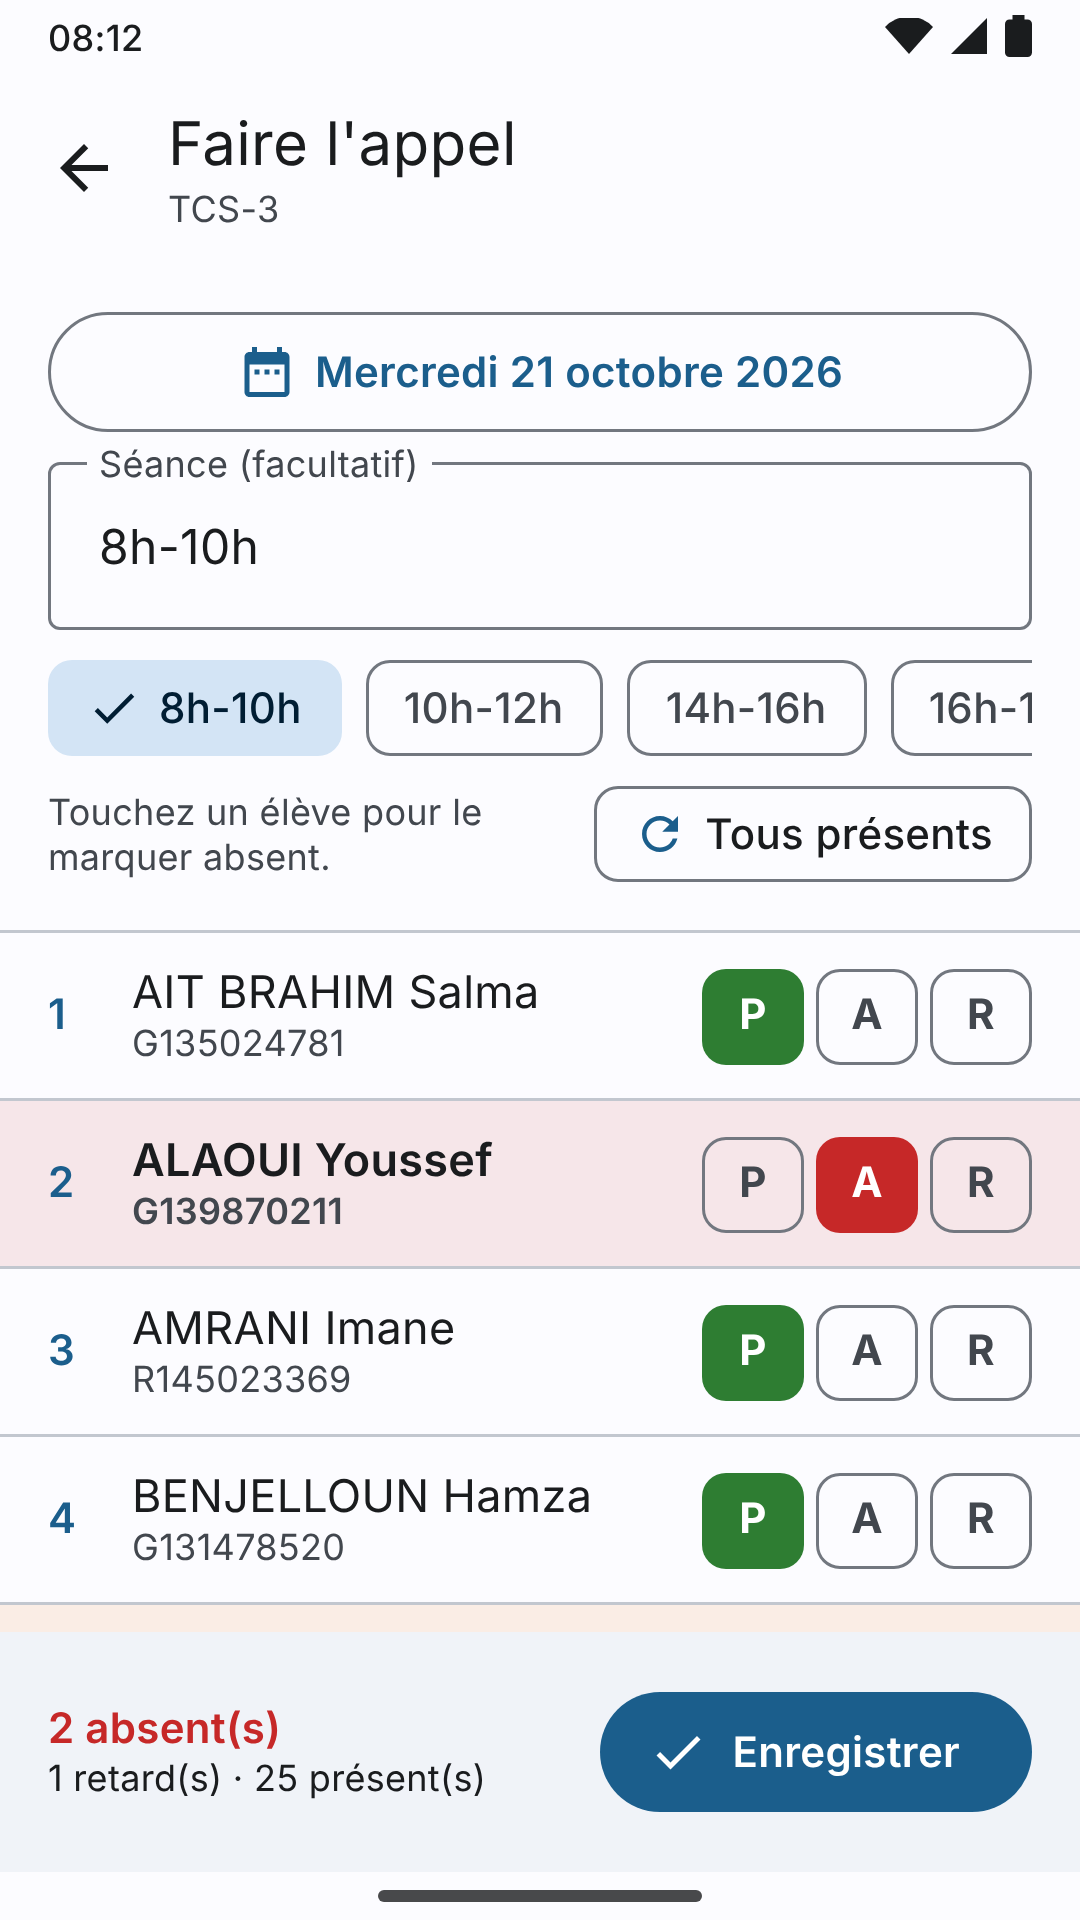 08:12
Faire l'appel
TCS-3
Mercredi 21 octobre 2026
Séance (facultatif)
8h-10h
8h-10h
10h-12h
14h-16h
16h-1
Touchez un élève pour le
marquer absent.
Tous présents
1
AIT BRAHIM Salma
G135024781
P
A
R
2
ALAOUI Youssef
G139870211
P
A
R
3
AMRANI Imane
R145023369
P
A
R
4
BENJELLOUN Hamza
G131478520
P
A
R
2 absent(s)
1 retard(s) · 25 présent(s)
Enregistrer